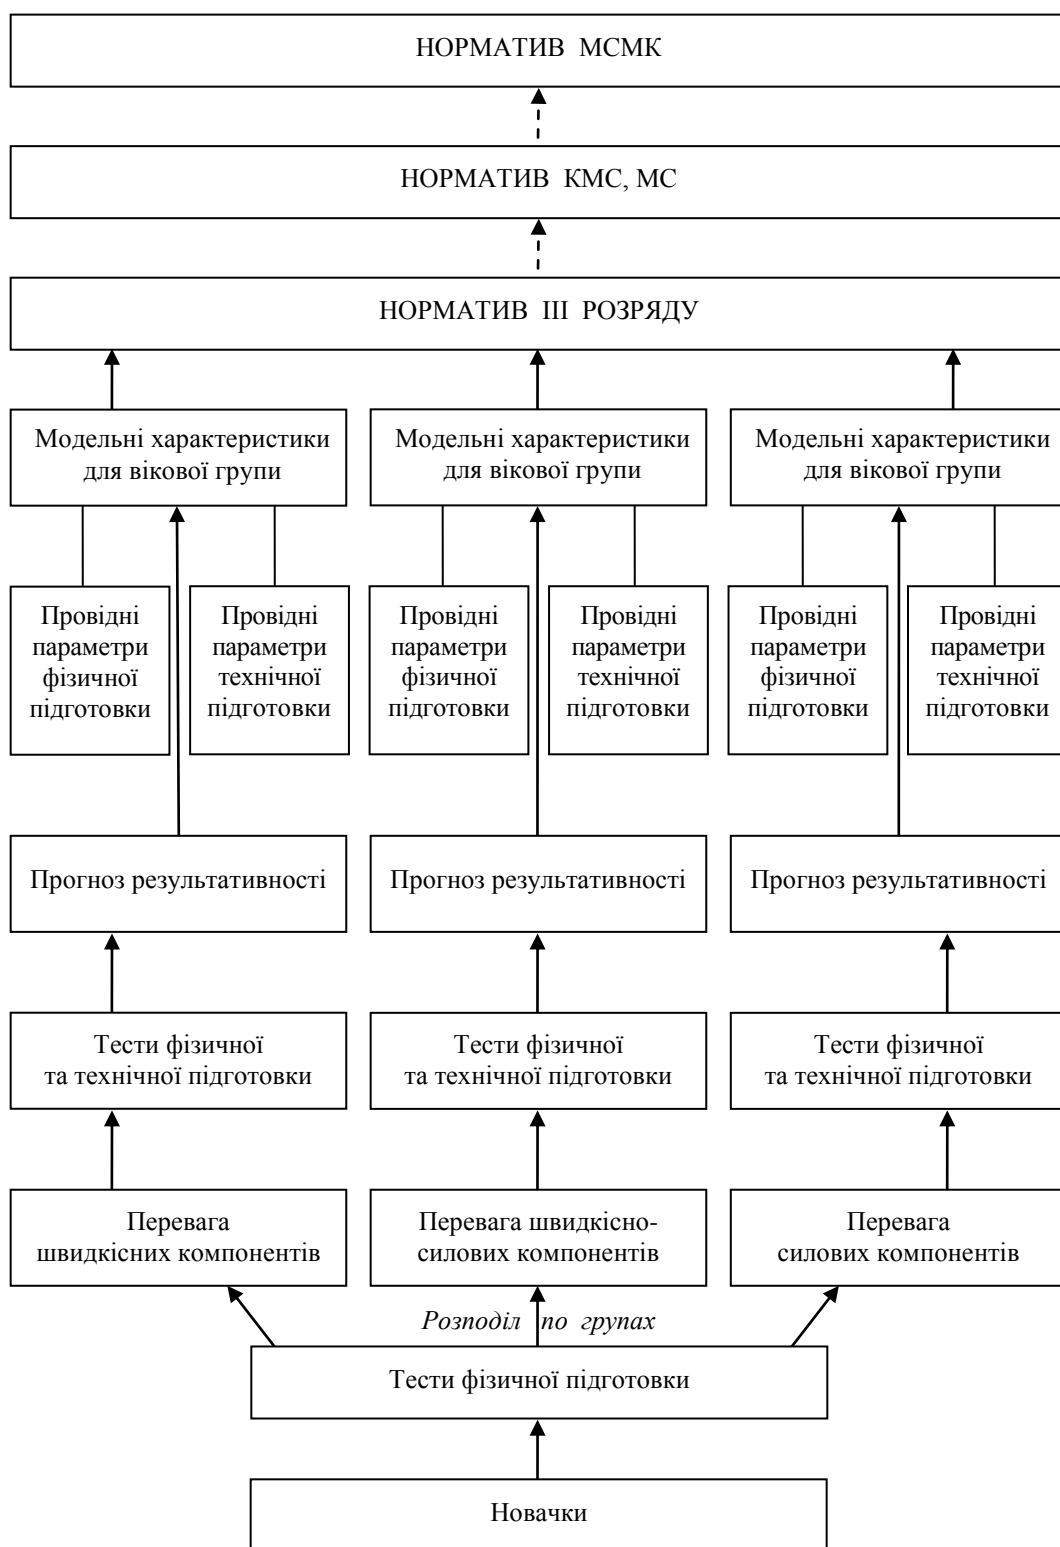 НОРМАТИВ МСМК
НОРМАТИВ КМС, МС
НОРМАТИВ III РОЗРЯДУ
Модельні характеристики
для вікової групи
Модельні характеристики
для вікової групи
Модельні характеристики
для вікової групи
Провідні
параметри
фізичної
підготовки
Провідні
параметри
технічної
підготовки
Провідні
параметри
фізичної
підготовки
Провідні
параметри
технічної
підготовки
Провідні
параметри
фізичної
підготовки
Провідні
параметри
технічної
підготовки
Прогноз результативності
Прогноз результативності
Прогноз результативності
Тести фізичної
та технічної підготовки
Тести фізичної
та технічної підготовки
Тести фізичної
та технічної підготовки
Перевага
швидкісних компонентів
Перевага швидкісно-
силових компонентів
Перевага
силових компонентів
Розподіл по групах
Тести фізичної підготовки
Новачки